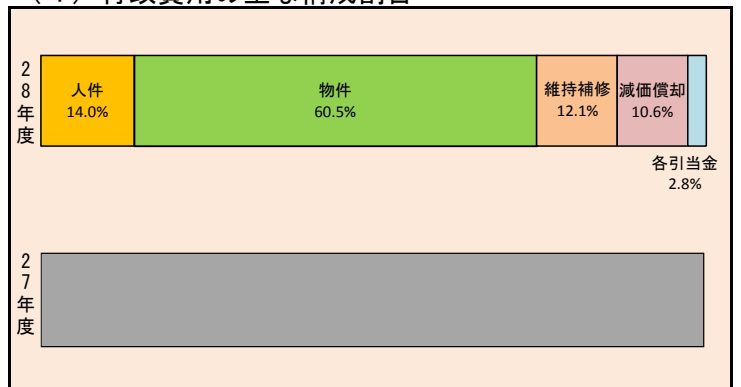 28年度
人件
14.0%
物件
60.5%
維持補修
12.1%
減価償却
10.6%
各引当金
2.8%
27年度